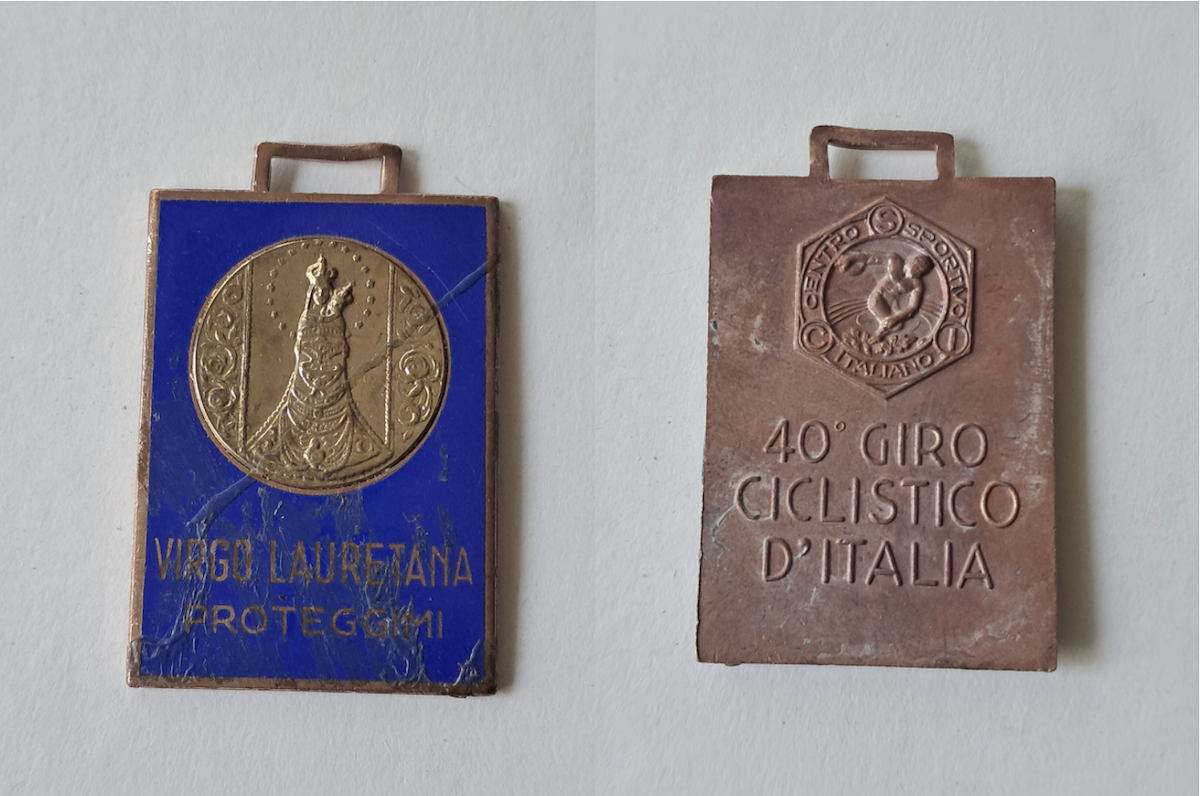 VIRGO LAURETANA
PROTEGGIMI
CENTRO SPORTIVO
ITALIANO
C S I
40° GIRO
CICLISTICO
D'ITALIA